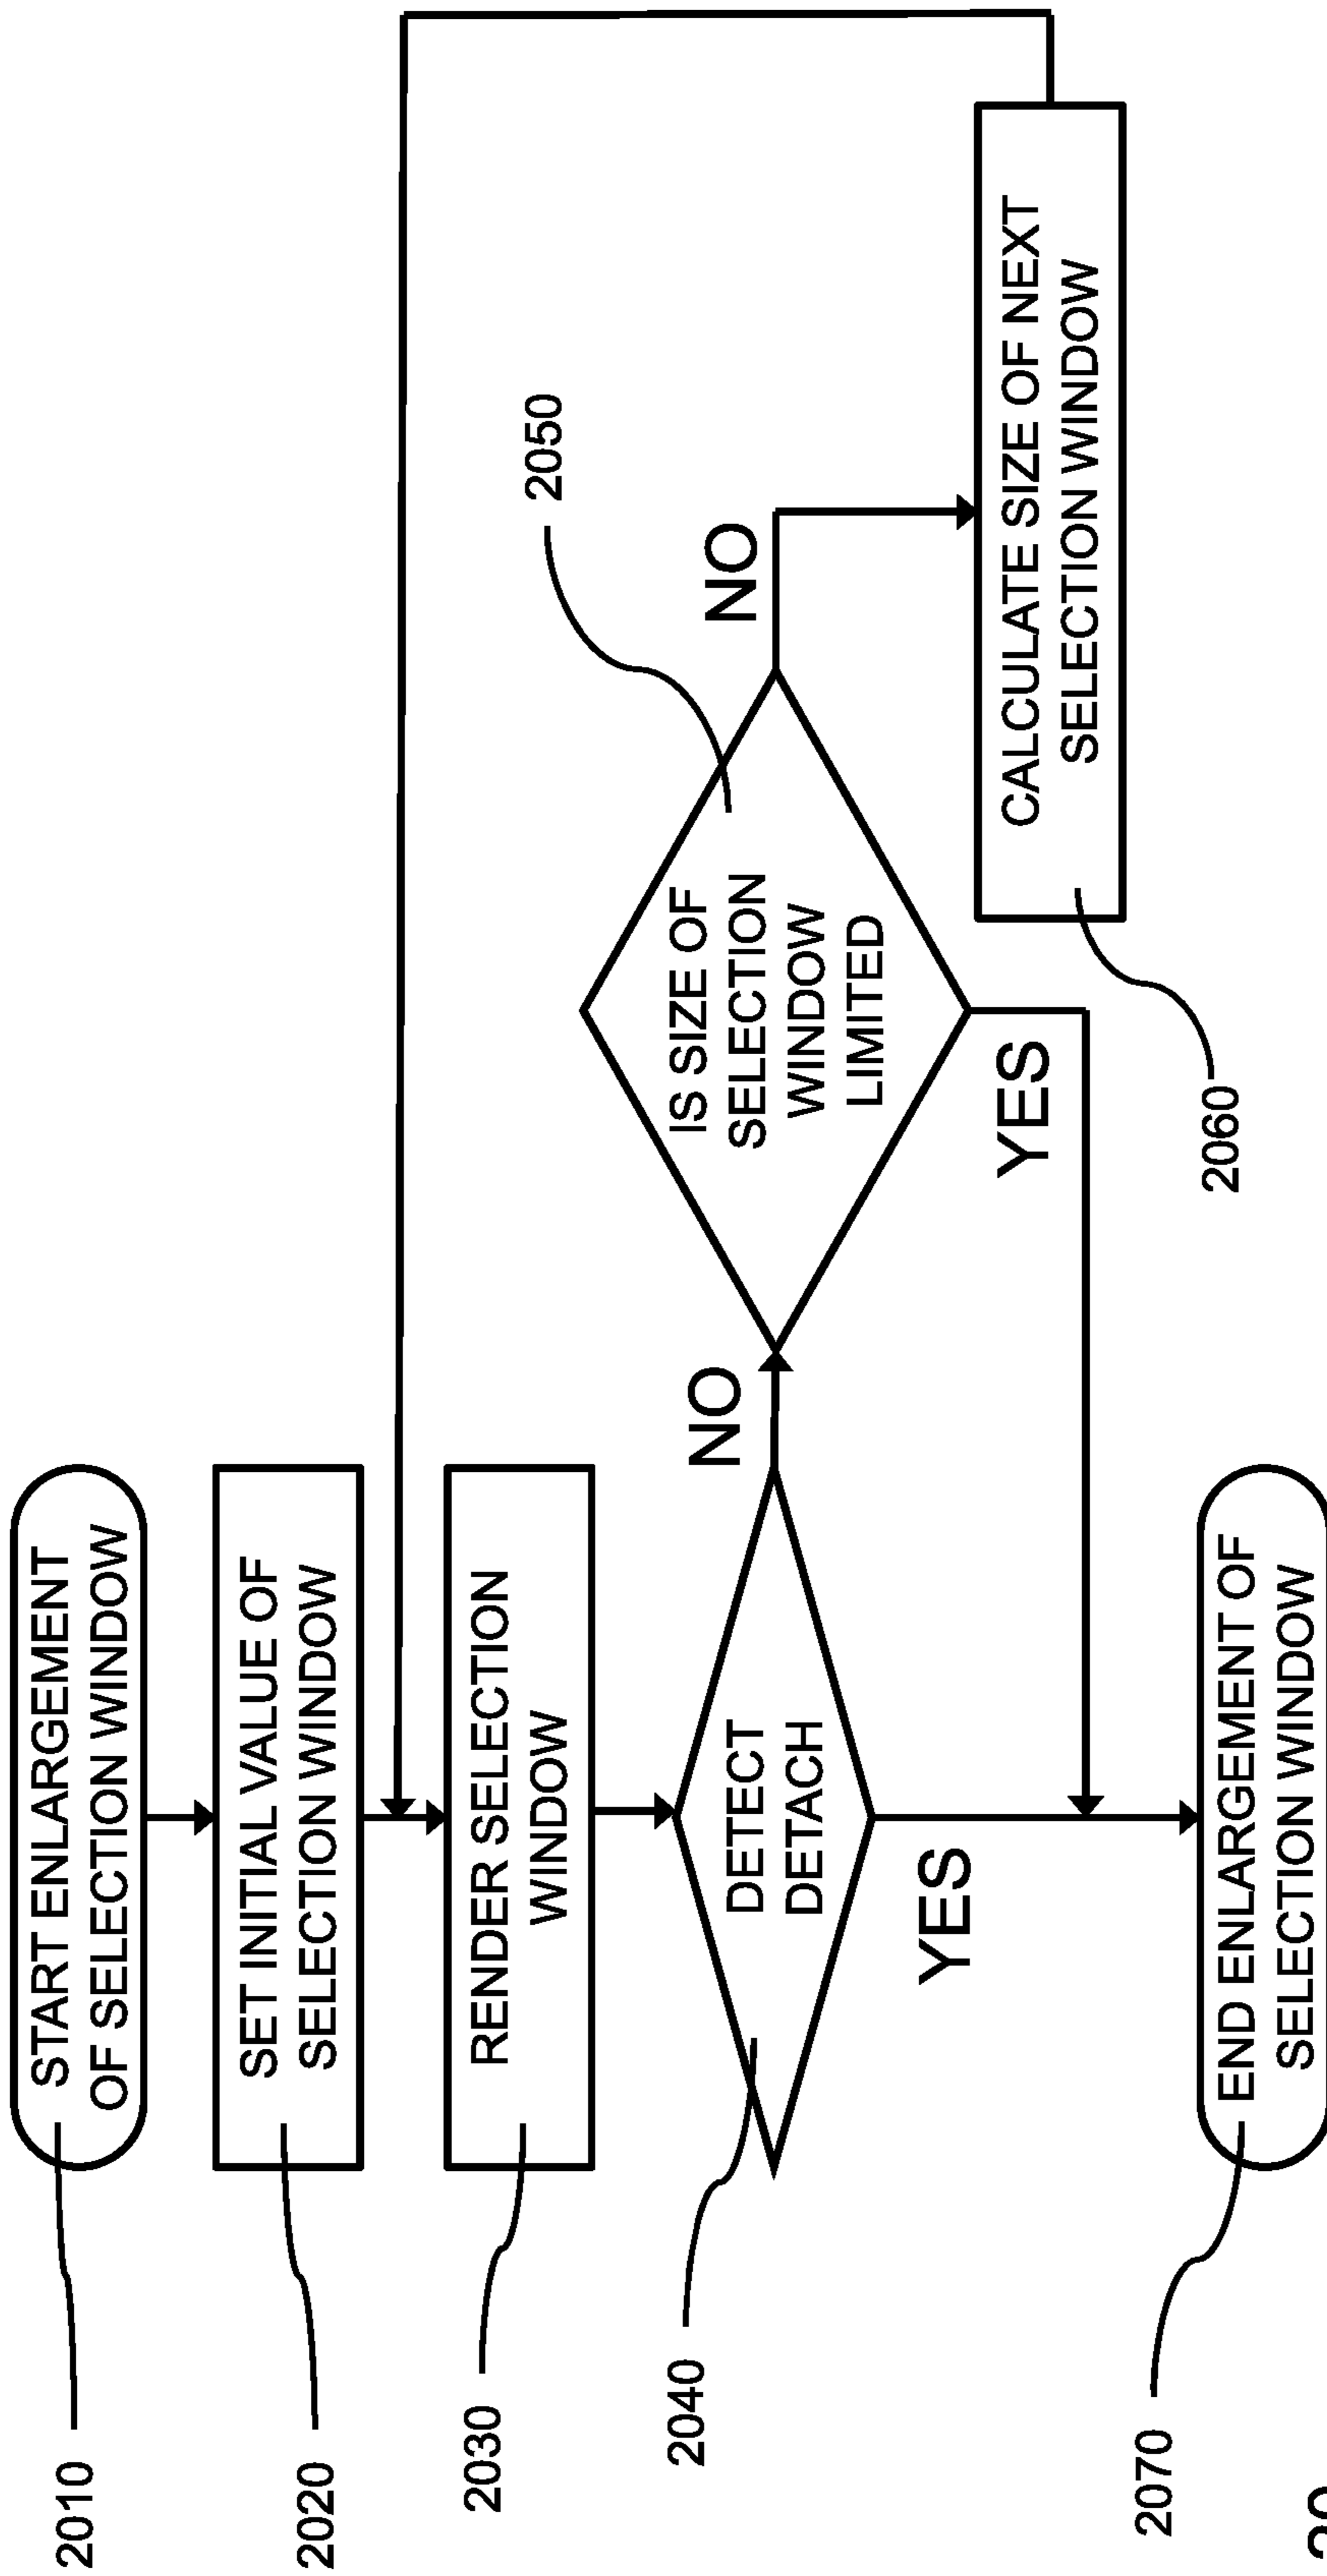 2010
START ENLARGEMENT
OF SELECTION WINDOW
2020
SET INITIAL VALUE OF
SELECTION WINDOW
2030
RENDER SELECTION
WINDOW
2040
DETECT
DETACH
NO
YES
2050
IS SIZE OF
SELECTION
WINDOW
LIMITED
NO
YES
2060
CALCULATE SIZE OF NEXT
SELECTION WINDOW
2070
END ENLARGEMENT OF
SELECTION WINDOW